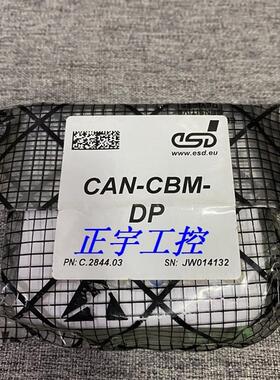 esd
www.esd.eu
CAN-CBM-
DP
正宇工控
PN: C.2844.03 SN: JW014132